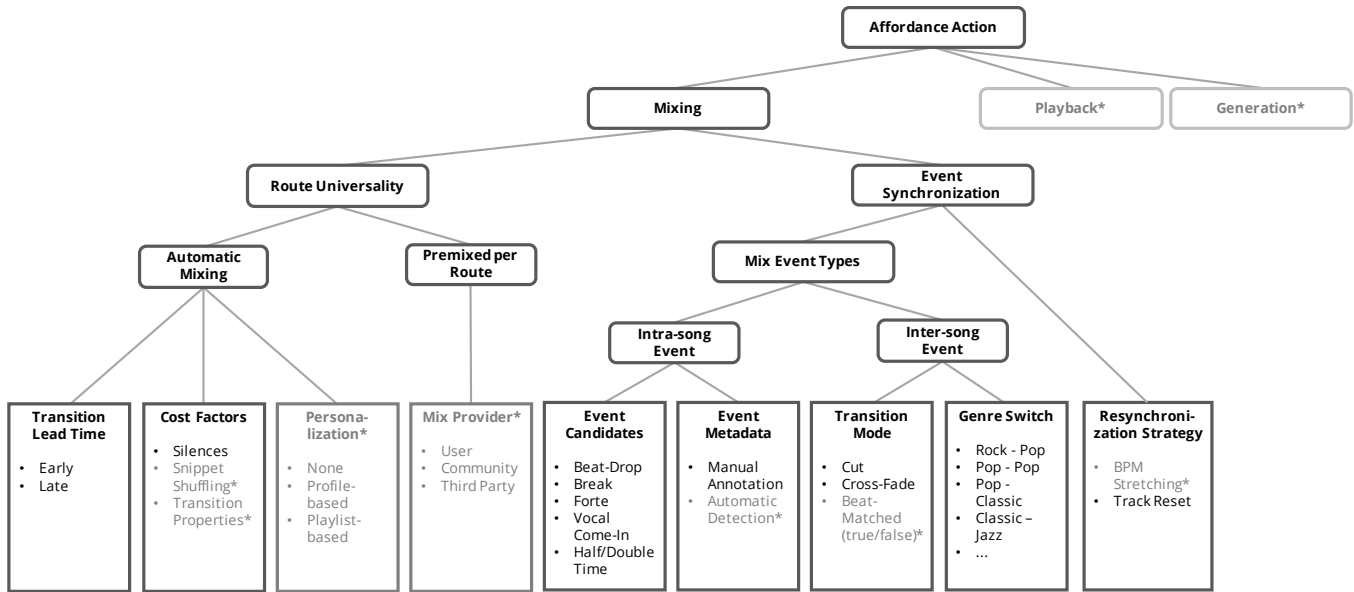 Affordance Action
Mixing
Playback*
Generation*
Route Universality
Event
Synchronization
Automatic
Mixing
Premixed per
Route
Mix Event Types
Intra-song
Event
Inter-song
Event
Transition
Lead Time
• Early
• Late
Cost Factors
• Silences
• Snippet
Shuffling*
• Transition
Properties*
Persona-
lization*
• None
• Profile-
based
• Playlist-
based
Mix Provider*
• User
• Community
• Third Party
Event
Candidates
• Beat-Drop
• Break
• Forte
• Vocal
Come-In
• Half/Double
Time
Event
Metadata
• Manual
Annotation
• Automatic
Detection*
Transition
Mode
• Cut
• Cross-Fade
• Beat-
Matched
(true/false)*
Genre Switch
• Rock - Pop
• Pop - Pop
• Pop -
Classic
• Classic –
Jazz
• ...
Resynchroni-
zation Strategy
• BPM
Stretching*
• Track Reset